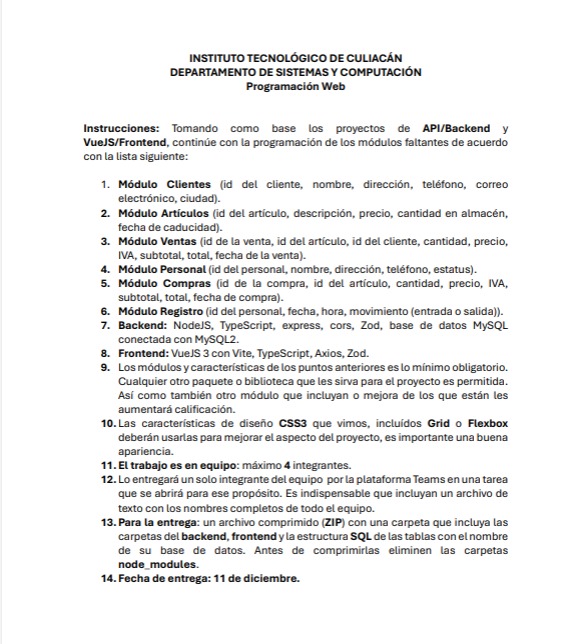 INSTITUTO TECNOLÓGICO DE CULIACÁN
DEPARTAMENTO DE SISTEMAS Y COMPUTACIÓN
Programación Web
Instrucciones: Tomando como base los proyectos de API/Backend y
VueJS/Frontend, continúe con la programación de los módulos faltantes de acuerdo
con la lista siguiente:
1. Módulo Clientes (id del cliente, nombre, dirección, teléfono, correo
electrónico, ciudad).
2. Módulo Artículos (id del artículo, descripción, precio, cantidad en almacén,
fecha de caducidad).
3. Módulo Ventas (id de la venta, id del artículo, id del cliente, cantidad, precio,
IVA, subtotal, total, fecha de la venta).
4. Módulo Personal (id del personal, nombre, dirección, teléfono, estatus).
5. Módulo Compras (id de la compra, id del artículo, cantidad, precio, IVA,
subtotal, total, fecha de compra).
6. Módulo Registro (id del personal, fecha, hora, movimiento (entrada o salida)).
7. Backend: NodeJS, TypeScript, express, cors, Zod, base de datos MySQL
conectada con MySQL2.
8. Frontend: VueJS 3 con Vite, TypeScript, Axios, Zod.
9. Los módulos y características de los puntos anteriores es lo mínimo obligatorio.
Cualquier otro paquete o biblioteca que les sirva para el proyecto es permitida.
Así como también otro módulo que incluyan o mejora de los que están les
aumentará calificación.
10. Las características de diseño CSS3 que vimos, incluídos Grid o Flexbox
deberán usarlas para mejorar el aspecto del proyecto, es importante una buena
apariencia.
11. El trabajo es en equipo: máximo 4 integrantes.
12. Lo entregará un solo integrante del equipo por la plataforma Teams en una tarea
que se abrirá para ese propósito. Es indispensable que incluyan un archivo de
texto con los nombres completos de todo el equipo.
13. Para la entrega: un archivo comprimido (ZIP) con una carpeta que incluya las
carpetas del backend, frontend y la estructura SQL de las tablas con el nombre
de su base de datos. Antes de comprimirlas eliminen las carpetas
node_modules.
14. Fecha de entrega: 11 de diciembre.